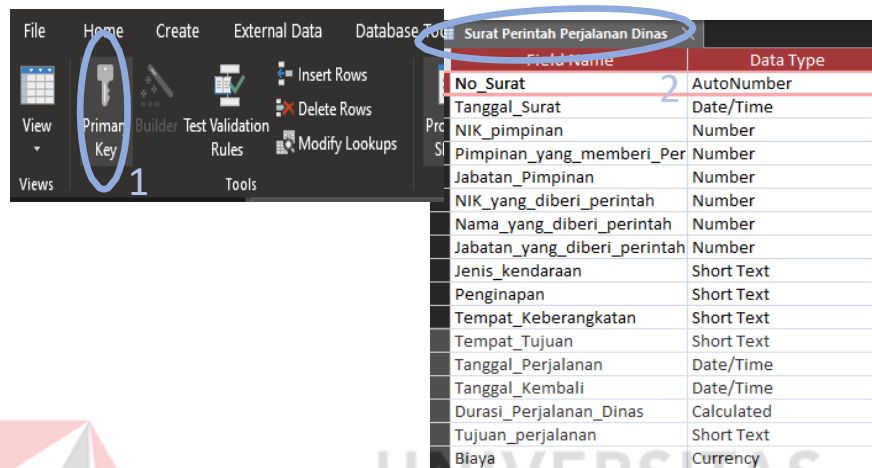 File Home Create External Data Database Too
View
Views
Primar
Key
Builder
Test Validation
Rules
Insert Rows
Delete Rows
Modify Lookups
Tools
1
Surat Perintah Perjalanan Dinas
Field Name Data Type
2
No_Surat AutoNumber
Tanggal_Surat Date/Time
NIK_pimpinan Number
Pimpinan_yang_memberi_Per Number
Jabatan_Pimpinan Number
NIK_yang_diberi_perintah Number
Nama_yang_diberi_perintah Number
Jabatan_yang_diberi_perintah Number
Jenis_kendaraan Short Text
Penginapan Short Text
Tempat_Keberangkatan Short Text
Tempat_Tujuan Short Text
Tanggal_Perjalanan Date/Time
Tanggal_Kembali Date/Time
Durasi_Perjalanan_Dinas Calculated
Tujuan_perjalanan Short Text
Biaya Currency
UNIVERSITAS